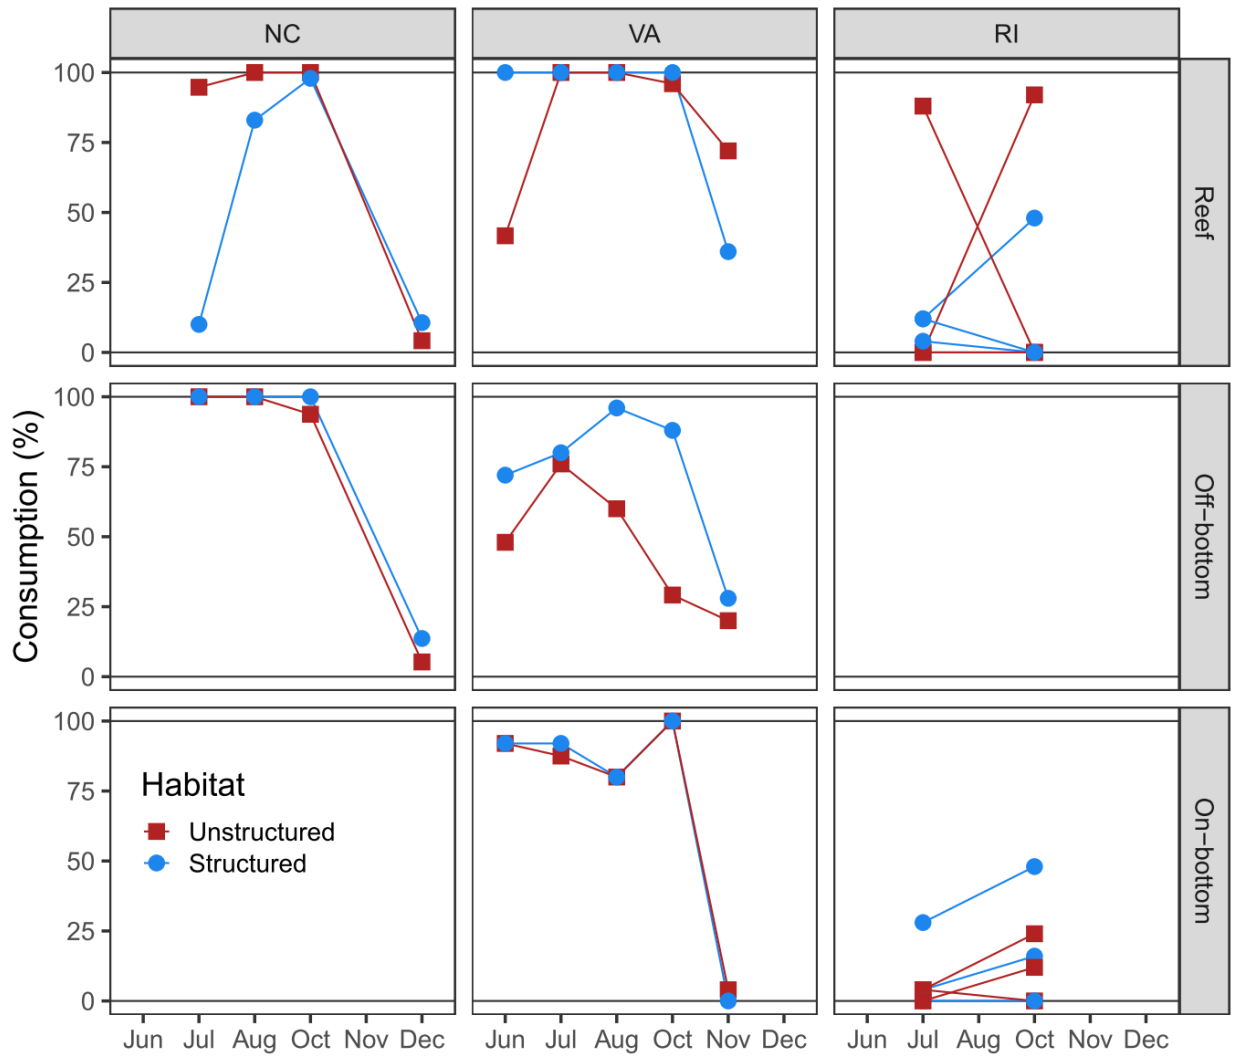 NC VA RI
100
75
50
25
0
Reef
100
75
50
25
0
Off-bottom
Consumption (%)
100
75
50
25
0
On-bottom
Habitat
Unstructured
Structured
Jun Jul Aug Oct Nov Dec Jun Jul Aug Oct Nov Dec Jun Jul Aug Oct Nov Dec